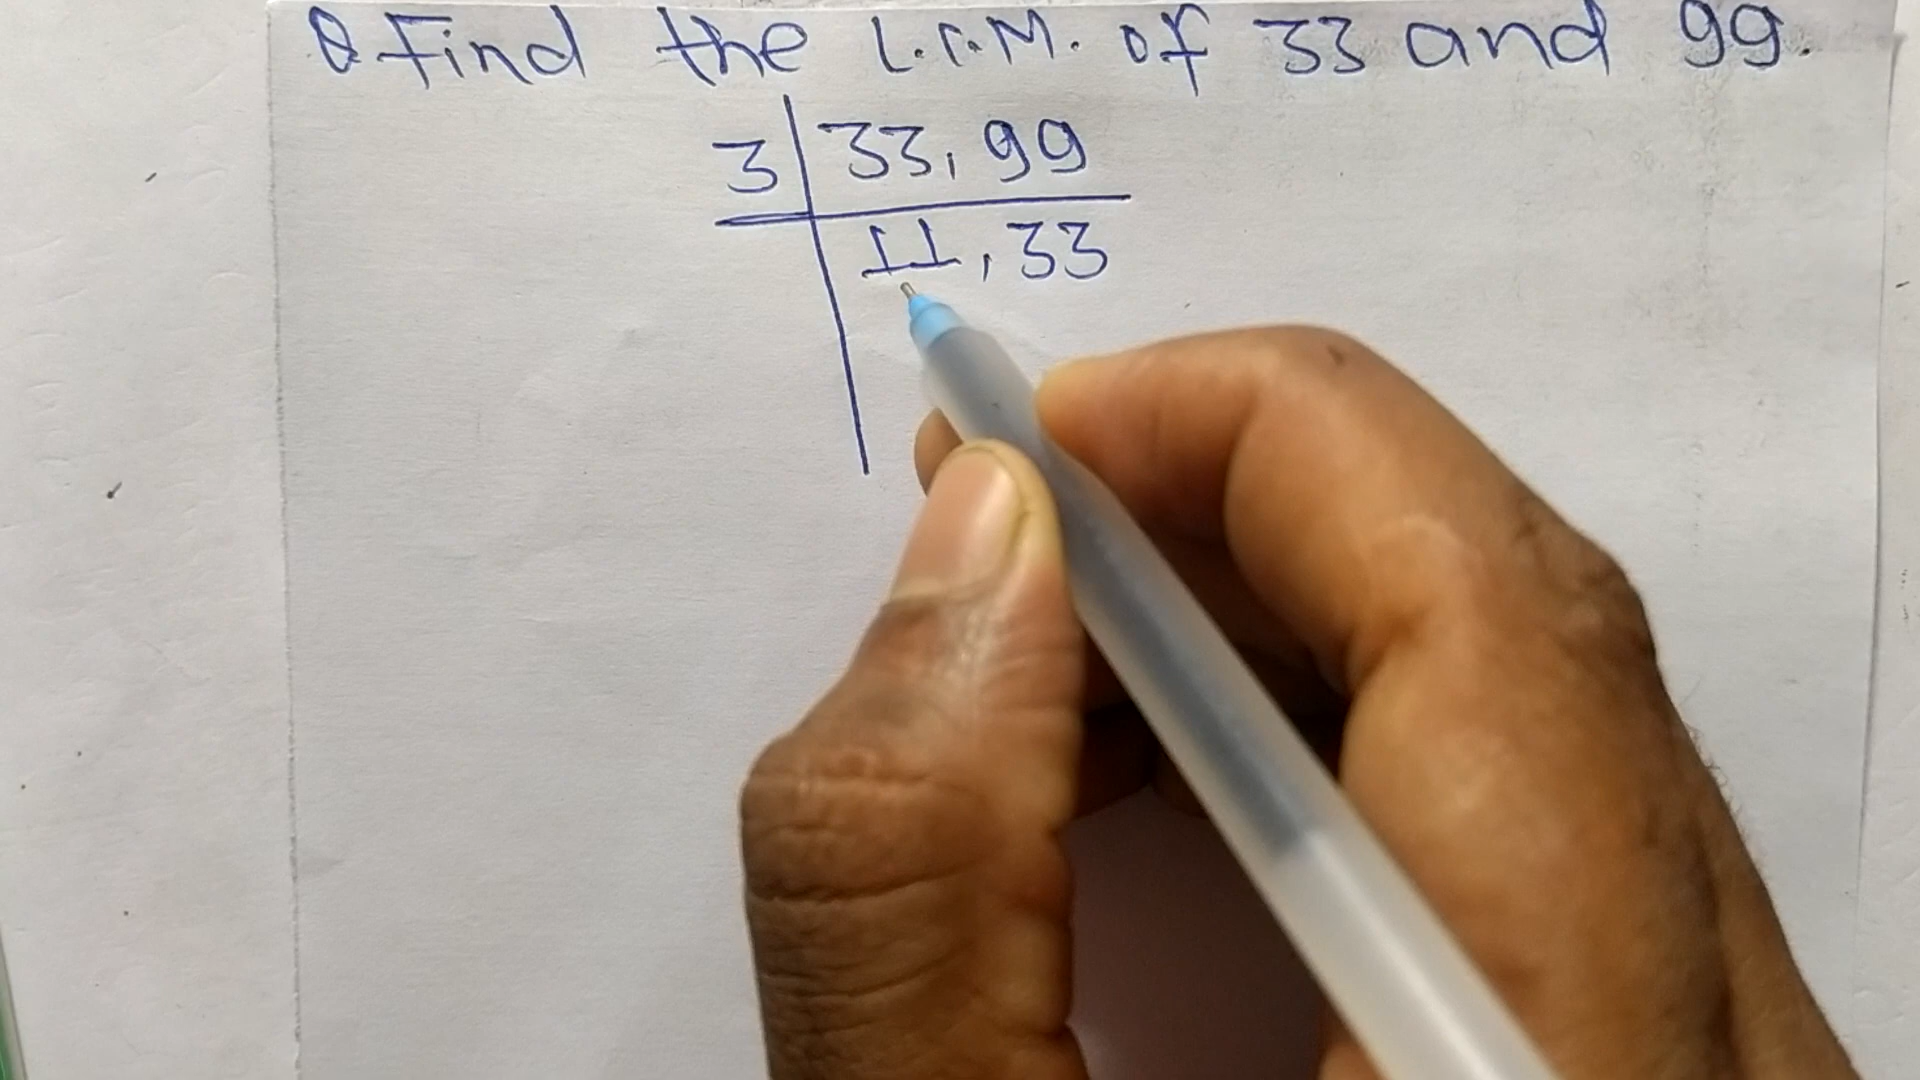 Q Find the L.C.M. of 33 and 99.
3 | 33, 99
11, 33